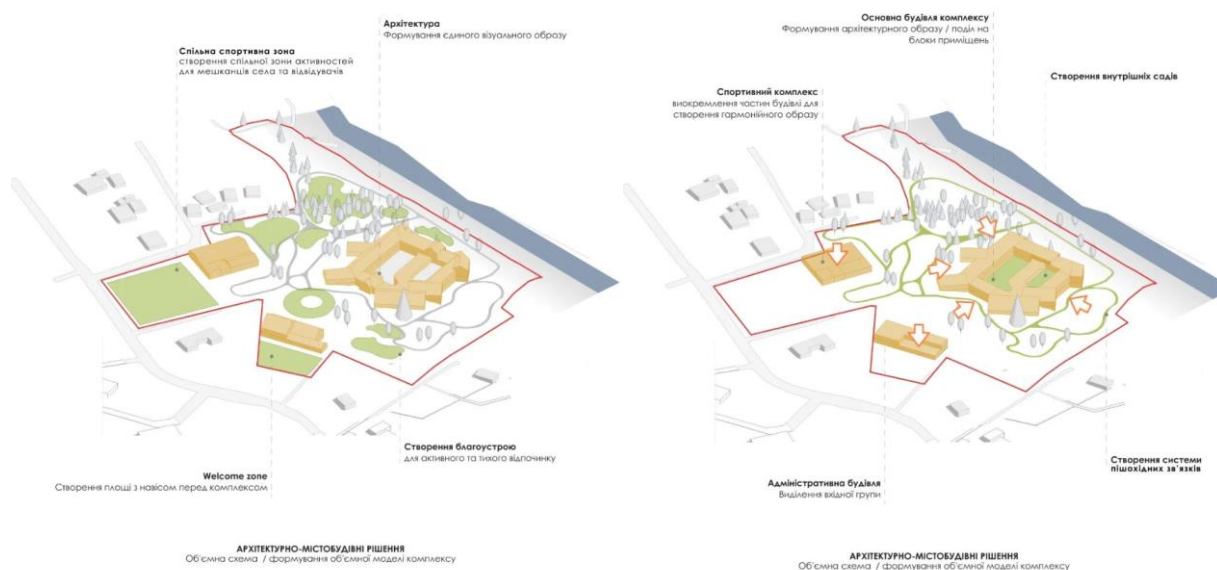 Архітектура
Формування єдиного візуального образу
Спільна спортивна зона
створення спільної зони активностей
для мешканців села та відвідувачів
Створення благоустрою
для активного та тихого відпочинку
Welcome zone
Створення площі з навісом перед комплексом
АРХІТЕКТУРНО-МІСТОБУДІВНІ РІШЕННЯ
Об'ємна схема / формування об'ємної моделі комплексу
Основна будівля комплексу
Формування архітектурного образу / поділ на
блоки приміщень
Створення внутрішніх садів
Спортивний комплекс
виокремлення частин будівлі для
створення гармонійного образу
Створення системи
пішохідних зв'язків
Адміністративна будівля
Виділення вхідної групи
АРХІТЕКТУРНО-МІСТОБУДІВНІ РІШЕННЯ
Об'ємна схема / формування об'ємної моделі комплексу